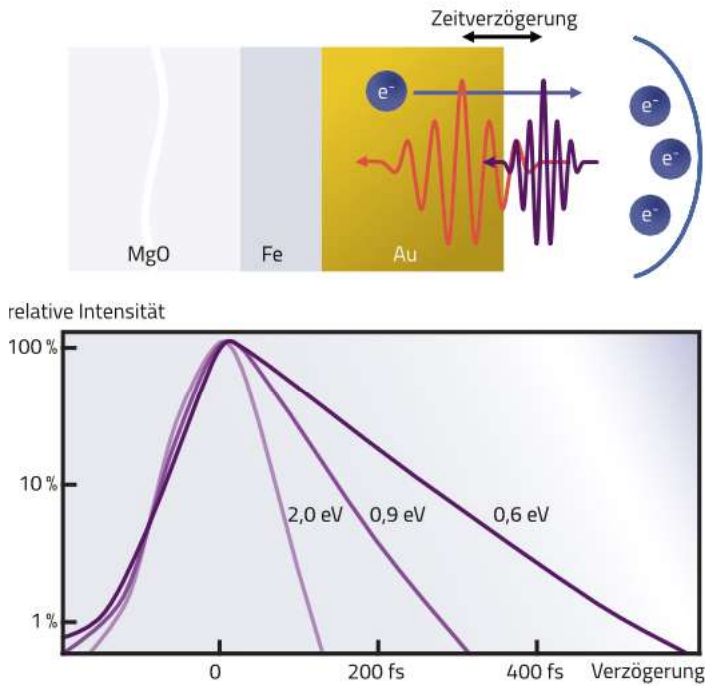 Zeitverzögerung
e⁻
e⁻
e⁻
e⁻
MgO
Fe
Au
relative Intensität
100 %
10 %
2,0 eV
0,9 eV
0,6 eV
1 %
0
200 fs
400 fs
Verzögerung